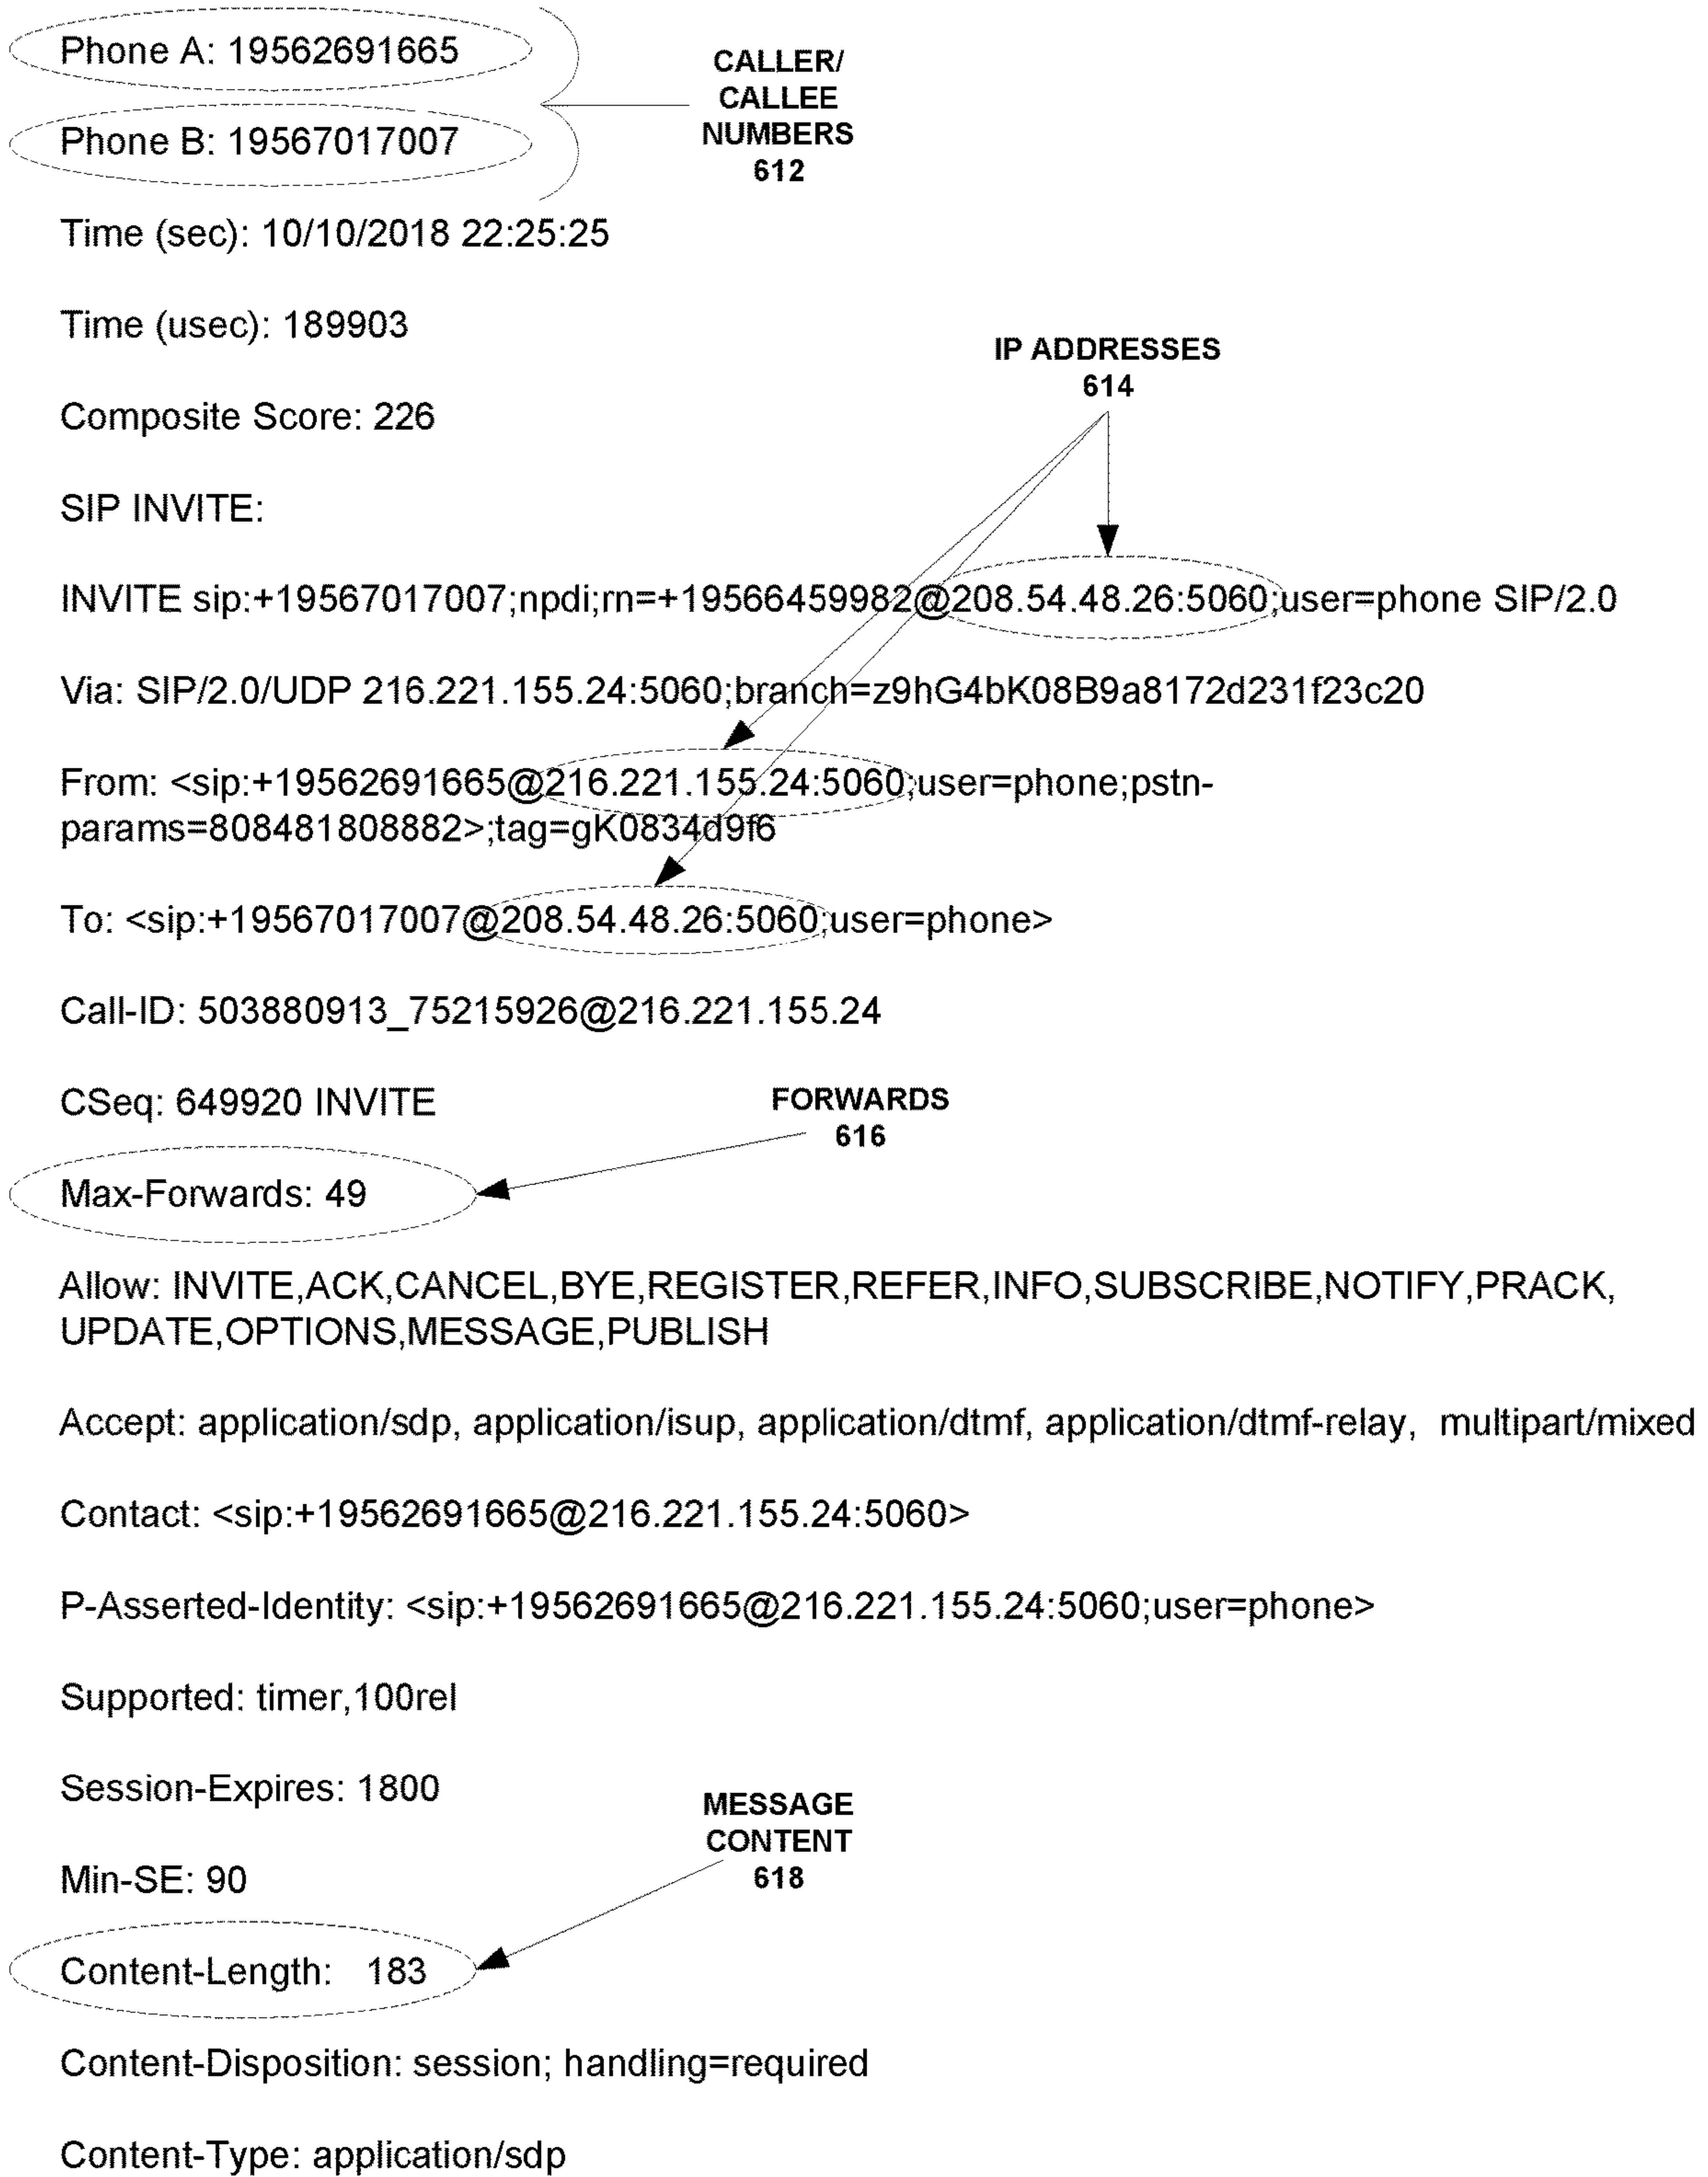 Phone A: 19562691665
CALLER/
CALLEE
NUMBERS
612
Phone B: 19567017007
Time (sec): 10/10/2018 22:25:25
Time (usec): 189903
IP ADDRESSES
614
Composite Score: 226
SIP INVITE:
INVITE sip:+19567017007;npdi;rn=+19566459982@208.54.48.26:5060;user=phone SIP/2.0
Via: SIP/2.0/UDP 216.221.155.24:5060;branch=z9hG4bK08B9a8172d231f23c20
From: <sip:+19562691665@216.221.155.24:5060;user=phone;pstn-
params=808481808882>;tag=gK0834d9f6
To: <sip:+19567017007@208.54.48.26:5060;user=phone>
Call-ID: 503880913_75215926@216.221.155.24
CSeq: 649920 INVITE
FORWARDS
616
Max-Forwards: 49
Allow: INVITE,ACK,CANCEL,BYE,REGISTER,REFER,INFO,SUBSCRIBE,NOTIFY,PRACK,
UPDATE,OPTIONS,MESSAGE,PUBLISH
Accept: application/sdp, application/isup, application/dtmf, application/dtmf-relay,  multipart/mixed
Contact: <sip:+19562691665@216.221.155.24:5060>
P-Asserted-Identity: <sip:+19562691665@216.221.155.24:5060;user=phone>
Supported: timer,100rel
Session-Expires: 1800
MESSAGE
CONTENT
618
Min-SE: 90
Content-Length:   183
Content-Disposition: session; handling=required
Content-Type: application/sdp